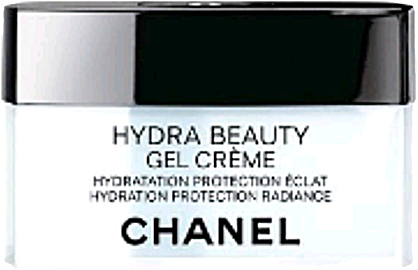 HYDRA BEAUTY
GEL CRÈME
HYDRATATION PROTECTION ÉCLAT
HYDRATION PROTECTION RADIANCE
CHANEL